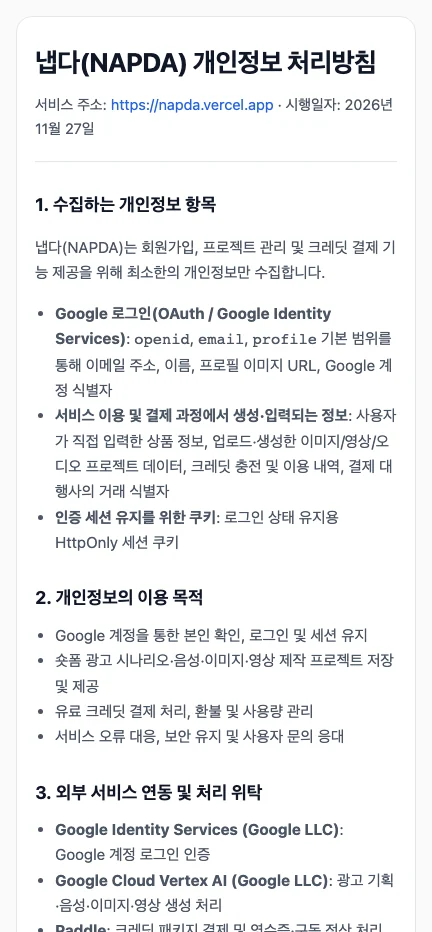 냅다(NAPDA) 개인정보 처리방침
서비스 주소: https://napda.vercel.app · 시행일자: 2026년
11월 27일
1. 수집하는 개인정보 항목
냅다(NAPDA)는 회원가입, 프로젝트 관리 및 크레딧 결제 기
능 제공을 위해 최소한의 개인정보만 수집합니다.
• Google 로그인(OAuth / Google Identity
Services): openid, email, profile 기본 범위를
통해 이메일 주소, 이름, 프로필 이미지 URL, Google 계
정 식별자
• 서비스 이용 및 결제 과정에서 생성·입력되는 정보: 사용자
가 직접 입력한 상품 정보, 업로드·생성한 이미지/영상/오
디오 프로젝트 데이터, 크레딧 충전 및 이용 내역, 결제 대
행사의 거래 식별자
• 인증 세션 유지를 위한 쿠키: 로그인 상태 유지용
HttpOnly 세션 쿠키
2. 개인정보의 이용 목적
• Google 계정을 통한 본인 확인, 로그인 및 세션 유지
• 숏폼 광고 시나리오·음성·이미지·영상 제작 프로젝트 저장
및 제공
• 유료 크레딧 결제 처리, 환불 및 사용량 관리
• 서비스 오류 대응, 보안 유지 및 사용자 문의 응대
3. 외부 서비스 연동 및 처리 위탁
• Google Identity Services (Google LLC):
Google 계정 로그인 인증
• Google Cloud Vertex AI (Google LLC): 광고 기획
·음성·이미지·영상 생성 처리
• Paddle: 크레딧 패키지 결제 및 영수증·구독 정산 처리